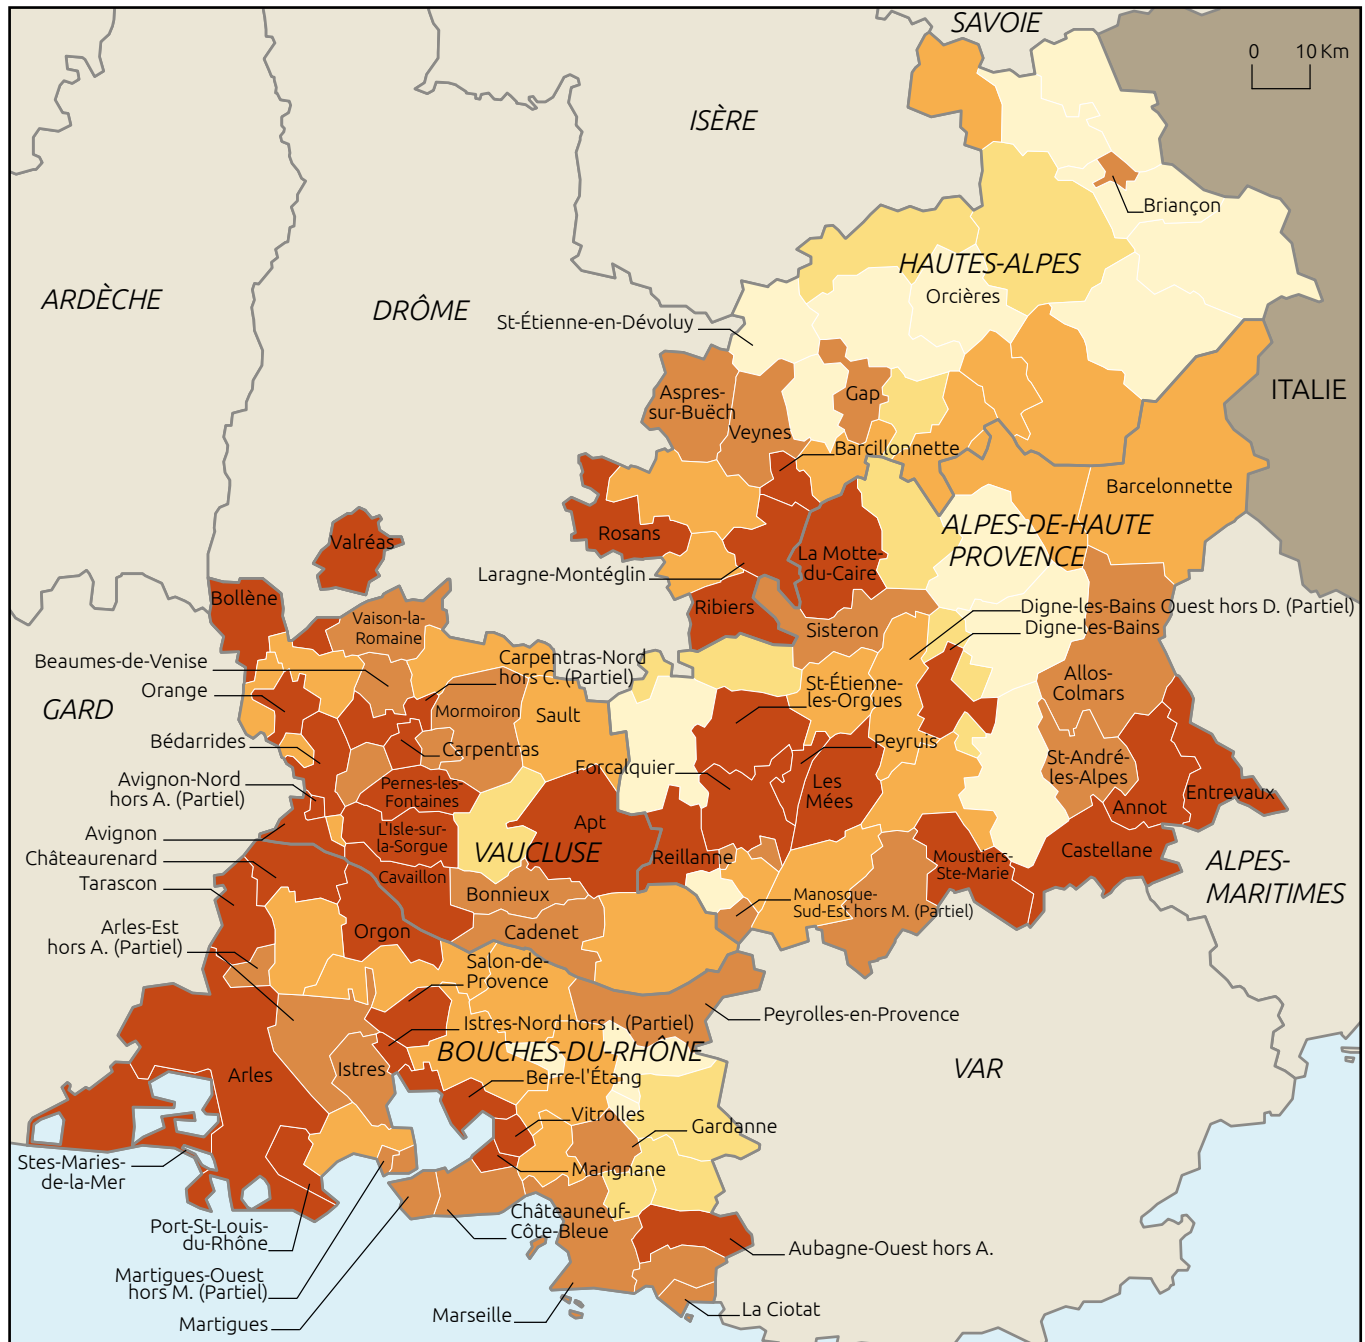 SAVOIE
0 10 Km
ISÈRE
Briançon
HAUTES-ALPES
Orcières
ARDÈCHE
DRÔME
St-Étienne-en-Dévoluy
ITALIE
Aspres-
sur-Buëch
Gap
Veynes
Barcillonnette
Barcelonnette
ALPES-DE-HAUTE
PROVENCE
Rosans
Valréas
La Motte-
du-Caire
Laragne-Montéglin
Bollène
Ribiers
Digne-les-Bains Ouest hors D. (Partiel)
Digne-les-Bains
Vaison-la-
Romaine
Sisteron
Beaumes-de-Venise
Carpentras-Nord
hors C. (Partiel)
Allos-
Colmars
Orange
St-Étienne-
les-Orgues
GARD
Mormoiron
Sault
Bédarrides
Carpentras
Peyruis
St-André-
les-Alpes
Forcalquier
Avignon-Nord
hors A. (Partiel)
Pernes-les-
Fontaines
Les
Mées
Annot
Entrevaux
Avignon
L'Isle-sur-
la-Sorgue
Apt
VAUCLUSE
Reillanne
Castellane
Châteaurenard
Moustiers-
Ste-Marie
ALPES-
MARITIMES
Tarascon
Cavaillon
Bonnieux
Manosque-
Sud-Est hors M. (Partiel)
Arles-Est
hors A. (Partiel)
Orgon
Cadenet
Salon-de-
Provence
Peyrolles-en-Provence
Istres-Nord hors I. (Partiel)
BOUCHES-DU-RHÔNE
VAR
Arles
Istres
Berre-l'Étang
Vitrolles
Gardanne
Marignane
Stes-Maries-
de-la-Mer
Châteauneuf-
Côte-Bleue
Port-St-Louis-
du-Rhône
Aubagne-Ouest hors A.
Martigues-Ouest
hors M. (Partiel)
La Ciotat
Marseille
Martigues